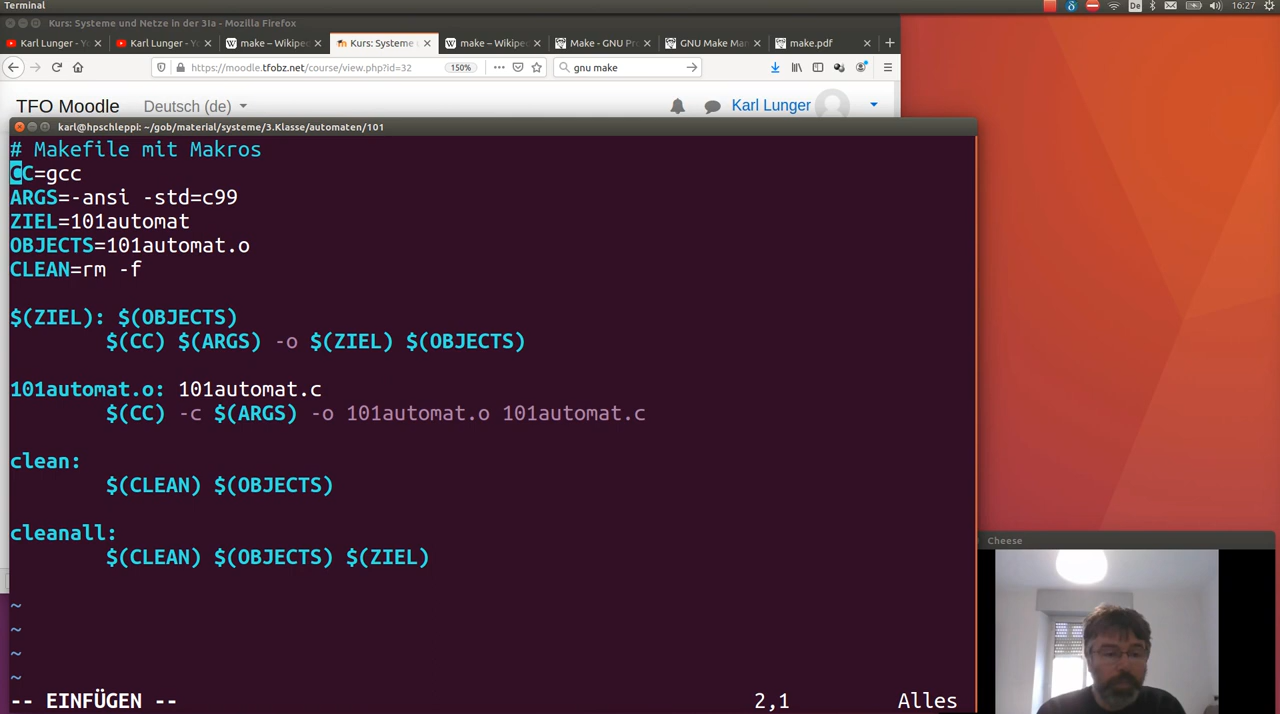 Terminal
De
16:27
Kurs: Systeme und Netze in der 3Ia - Mozilla Firefox
Karl Lunger - Yo
Karl Lunger - Yo
make – Wikipe
Kurs: Systeme
make – Wikipe
Make - GNU Pro
GNU Make Man
make.pdf
https://moodle.tfobz.net/course/view.php?id=32
150%
gnu make
TFO Moodle
Deutsch (de)
Karl Lunger
karl@hpschleppi: ~/gob/material/systeme/3.Klasse/automaten/101
# Makefile mit Makros
CC=gcc
ARGS=-ansi -std=c99
ZIEL=101automat
OBJECTS=101automat.o
CLEAN=rm -f
$(ZIEL): $(OBJECTS)
$(CC) $(ARGS) -o $(ZIEL) $(OBJECTS)
101automat.o: 101automat.c
$(CC) -c $(ARGS) -o 101automat.o 101automat.c
clean:
$(CLEAN) $(OBJECTS)
cleanall:
$(CLEAN) $(OBJECTS) $(ZIEL)
~
~
~
~
-- EINFÜGEN --
2,1
Alles
Cheese